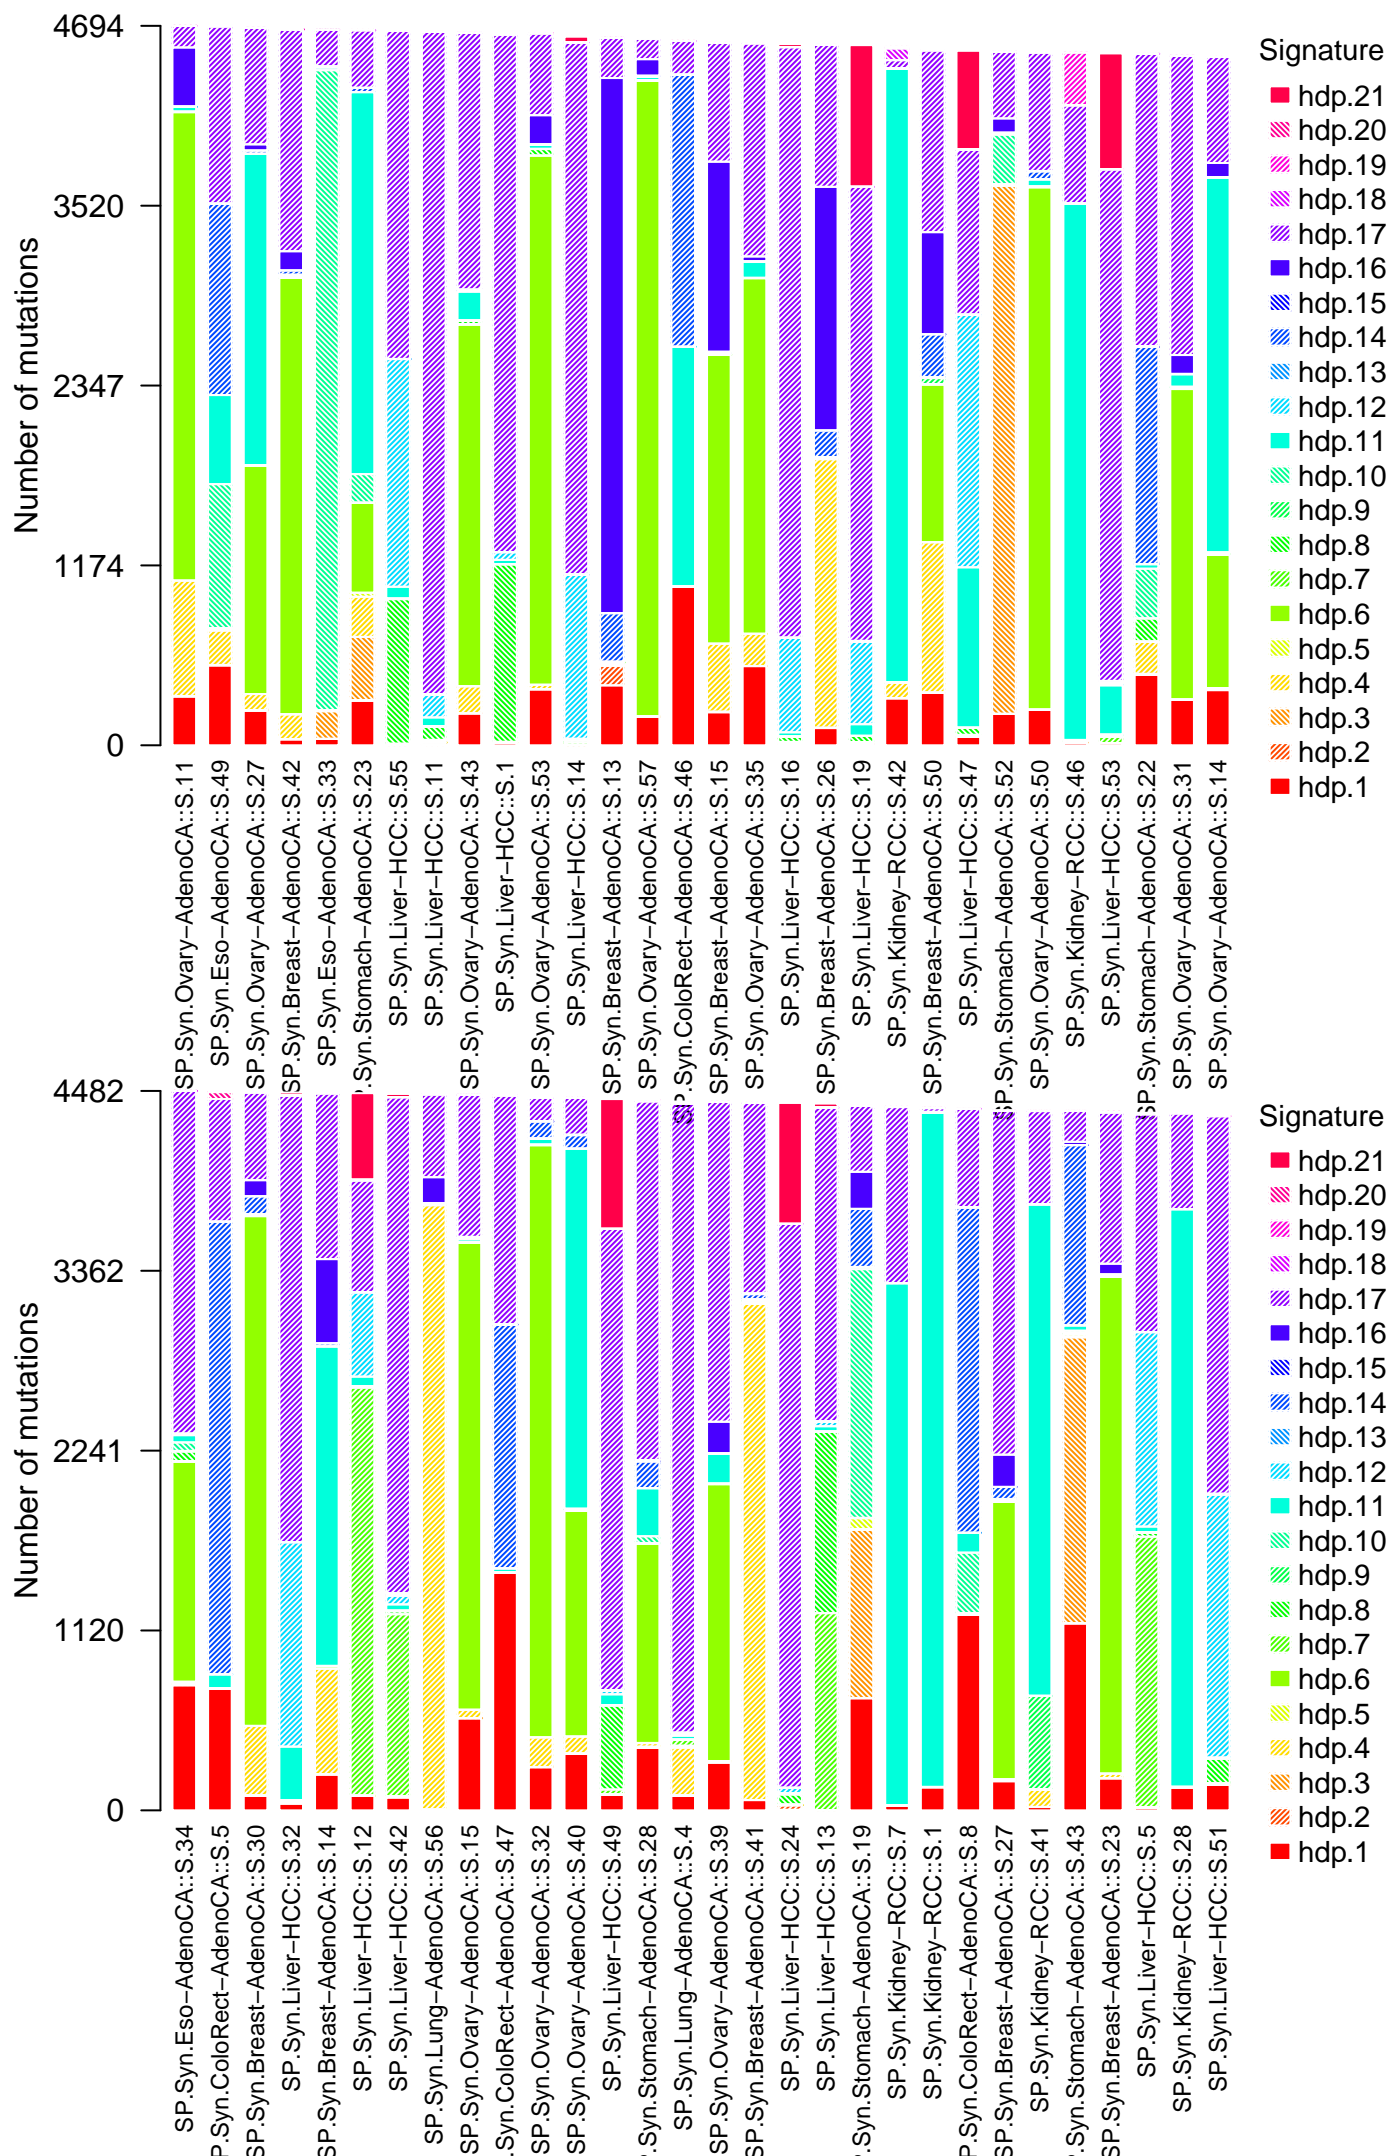 4694
3520
2347
1174
0
Number of mutations
Signature
hdp.21
hdp.20
hdp.19
hdp.18
hdp.17
hdp.16
hdp.15
hdp.14
hdp.13
hdp.12
hdp.11
hdp.10
hdp.9
hdp.8
hdp.7
hdp.6
hdp.5
hdp.4
hdp.3
hdp.2
hdp.1
SP.Syn.Ovary−AdenoCA::S.11
SP.Syn.Eso−AdenoCA::S.49
SP.Syn.Ovary−AdenoCA::S.27
SP.Syn.Breast−AdenoCA::S.42
SP.Syn.Eso−AdenoCA::S.33
P.Syn.Stomach−AdenoCA::S.23
SP.Syn.Liver−HCC::S.55
SP.Syn.Liver−HCC::S.11
SP.Syn.Ovary−AdenoCA::S.43
SP.Syn.Liver−HCC::S.1
SP.Syn.Ovary−AdenoCA::S.53
SP.Syn.Liver−HCC::S.14
SP.Syn.Breast−AdenoCA::S.13
SP.Syn.Ovary−AdenoCA::S.57
SP.Syn.ColoRect−AdenoCA::S.46
SP.Syn.Breast−AdenoCA::S.15
SP.Syn.Ovary−AdenoCA::S.35
SP.Syn.Liver−HCC::S.16
SP.Syn.Breast−AdenoCA::S.26
SP.Syn.Liver−HCC::S.19
SP.Syn.Kidney−RCC::S.42
SP.Syn.Breast−AdenoCA::S.50
SP.Syn.Liver−HCC::S.47
SP.Syn.Stomach−AdenoCA::S.52
SP.Syn.Ovary−AdenoCA::S.50
SP.Syn.Kidney−RCC::S.46
SP.Syn.Liver−HCC::S.53
SP.Syn.Stomach−AdenoCA::S.22
SP.Syn.Ovary−AdenoCA::S.31
SP.Syn.Ovary−AdenoCA::S.14
4482
3362
2241
1120
0
Number of mutations
Signature
hdp.21
hdp.20
hdp.19
hdp.18
hdp.17
hdp.16
hdp.15
hdp.14
hdp.13
hdp.12
hdp.11
hdp.10
hdp.9
hdp.8
hdp.7
hdp.6
hdp.5
hdp.4
hdp.3
hdp.2
hdp.1
SP.Syn.Eso−AdenoCA::S.34
P.Syn.ColoRect−AdenoCA::S.5
SP.Syn.Breast−AdenoCA::S.30
SP.Syn.Liver−HCC::S.32
SP.Syn.Breast−AdenoCA::S.14
SP.Syn.Liver−HCC::S.12
SP.Syn.Liver−HCC::S.42
SP.Syn.Lung−AdenoCA::S.56
SP.Syn.Ovary−AdenoCA::S.15
.Syn.ColoRect−AdenoCA::S.47
SP.Syn.Ovary−AdenoCA::S.32
SP.Syn.Ovary−AdenoCA::S.40
SP.Syn.Liver−HCC::S.49
P.Syn.Stomach−AdenoCA::S.28
SP.Syn.Lung−AdenoCA::S.4
SP.Syn.Ovary−AdenoCA::S.39
SP.Syn.Breast−AdenoCA::S.41
SP.Syn.Liver−HCC::S.24
SP.Syn.Liver−HCC::S.13
P.Syn.Stomach−AdenoCA::S.19
SP.Syn.Kidney−RCC::S.7
SP.Syn.Kidney−RCC::S.1
P.Syn.ColoRect−AdenoCA::S.8
SP.Syn.Breast−AdenoCA::S.27
SP.Syn.Kidney−RCC::S.41
P.Syn.Stomach−AdenoCA::S.43
SP.Syn.Breast−AdenoCA::S.23
SP.Syn.Liver−HCC::S.5
SP.Syn.Kidney−RCC::S.28
SP.Syn.Liver−HCC::S.51